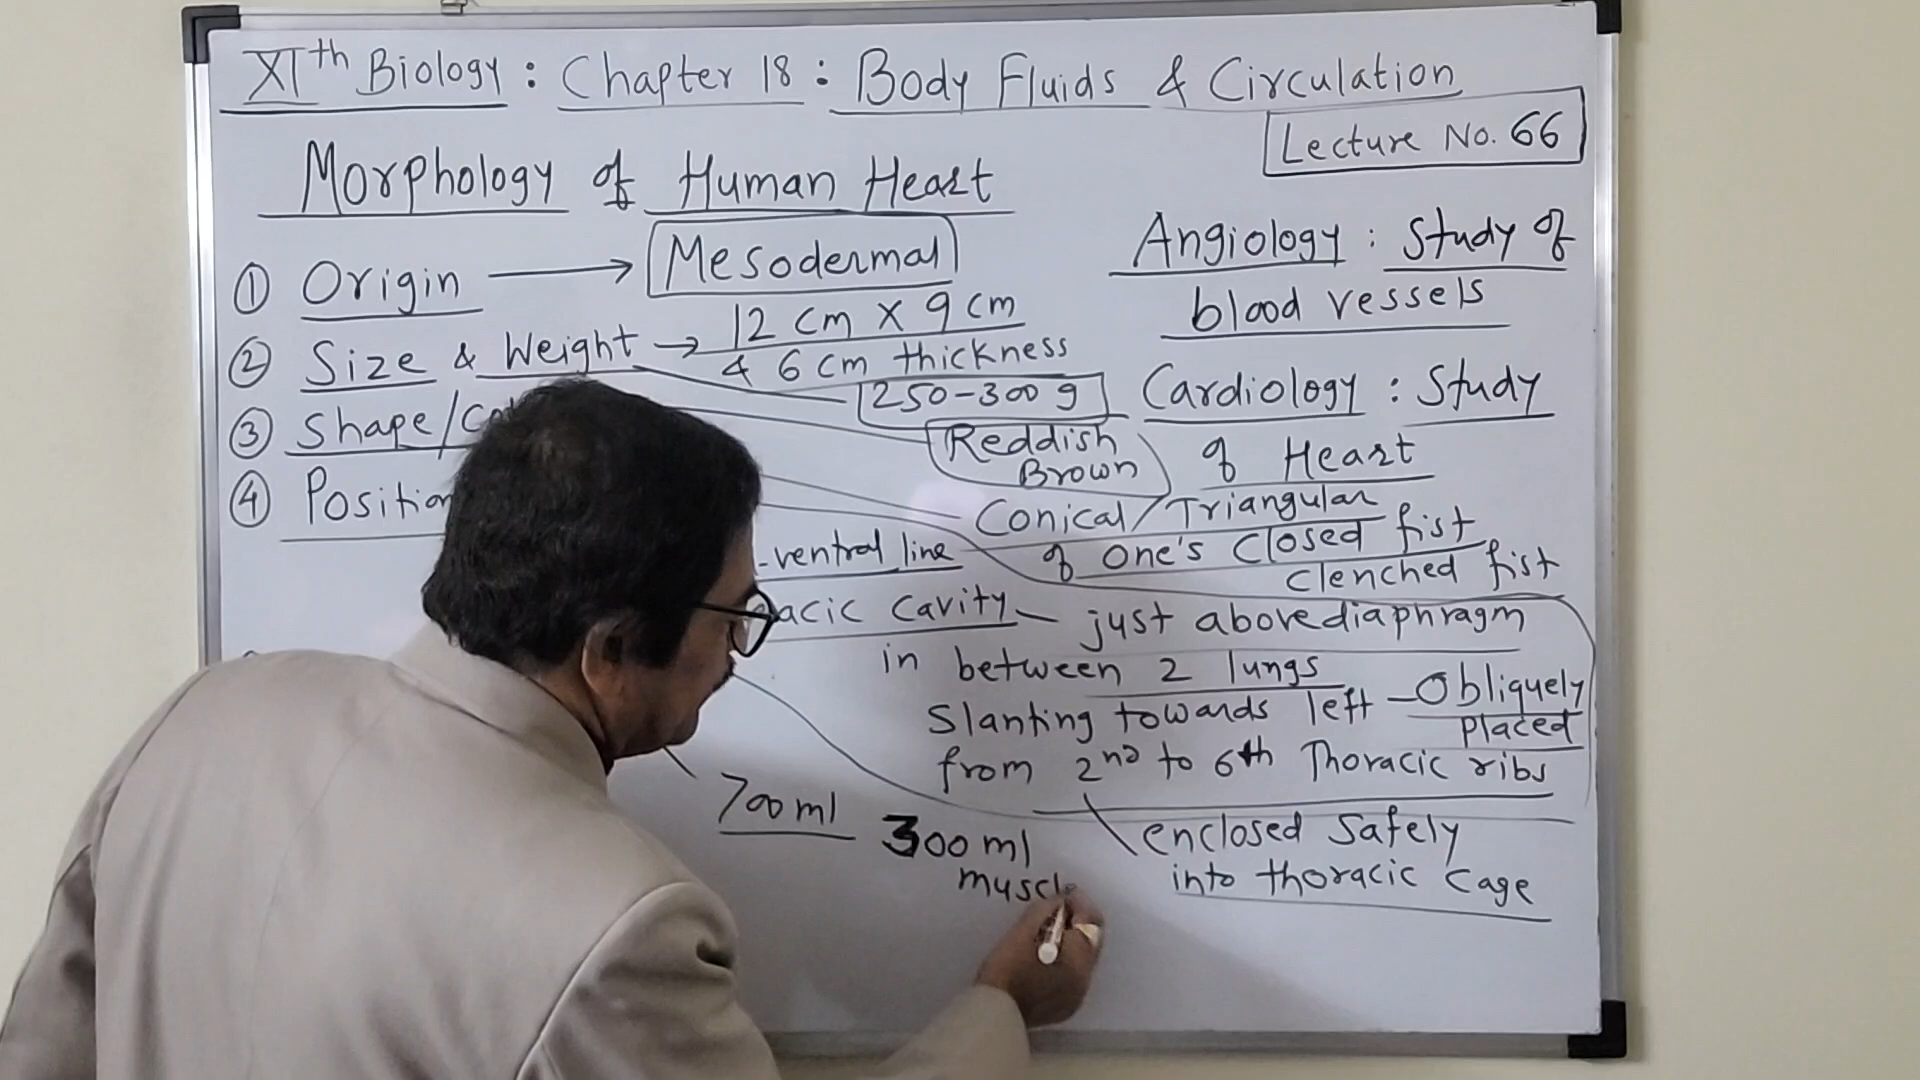 XIth Biology : Chapter 18 : Body Fluids & Circulation
Lecture No. 66
Morphology of Human Heart
① Origin → Mesodermal
② Size & Weight → 12 cm x 9 cm
& 6 cm thickness
250-300 g
③ Shape/
Reddish
Brown
Conical/Triangular
of One's Closed fist
Clenched fist
④ Position
-ventral line
cavity — just above diaphragm
in between 2 lungs
Slanting towards left — Obliquely
placed
from 2nd to 6th Thoracic ribs
enclosed Safely
into thoracic cage
700 ml
300 ml
Angiology : Study of
blood vessels
Cardiology : Study
of Heart